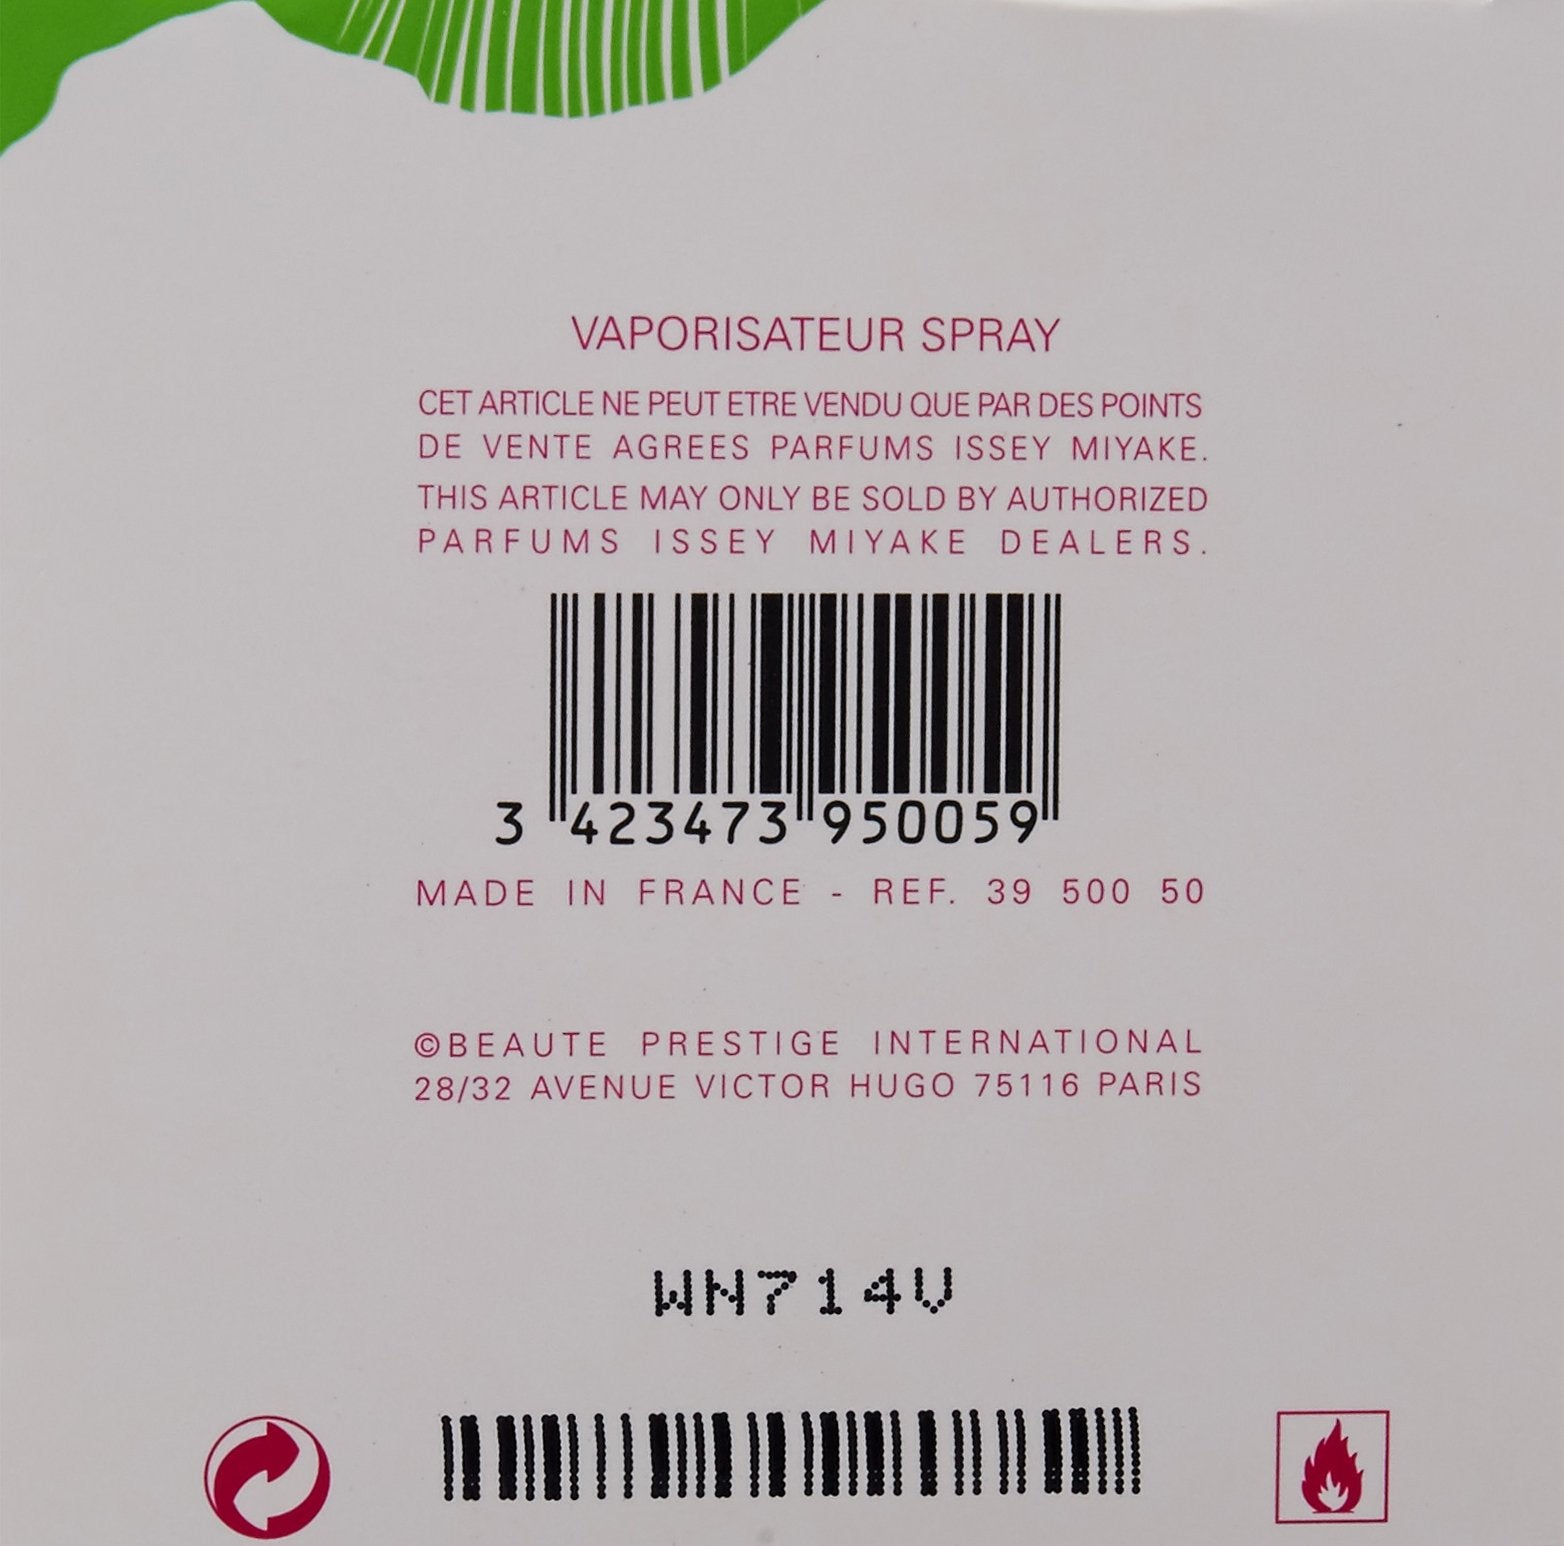 VAPORISATEUR SPRAY
CET ARTICLE NE PEUT ETRE VENDU QUE PAR DES POINTS
DE VENTE AGREES PARFUMS ISSEY MIYAKE.
THIS ARTICLE MAY ONLY BE SOLD BY AUTHORIZED
PARFUMS ISSEY MIYAKE DEALERS.
3 423473 950059
MADE IN FRANCE - REF. 39 500 50
©BEAUTE PRESTIGE INTERNATIONAL
28/32 AVENUE VICTOR HUGO 75116 PARIS
WN714V